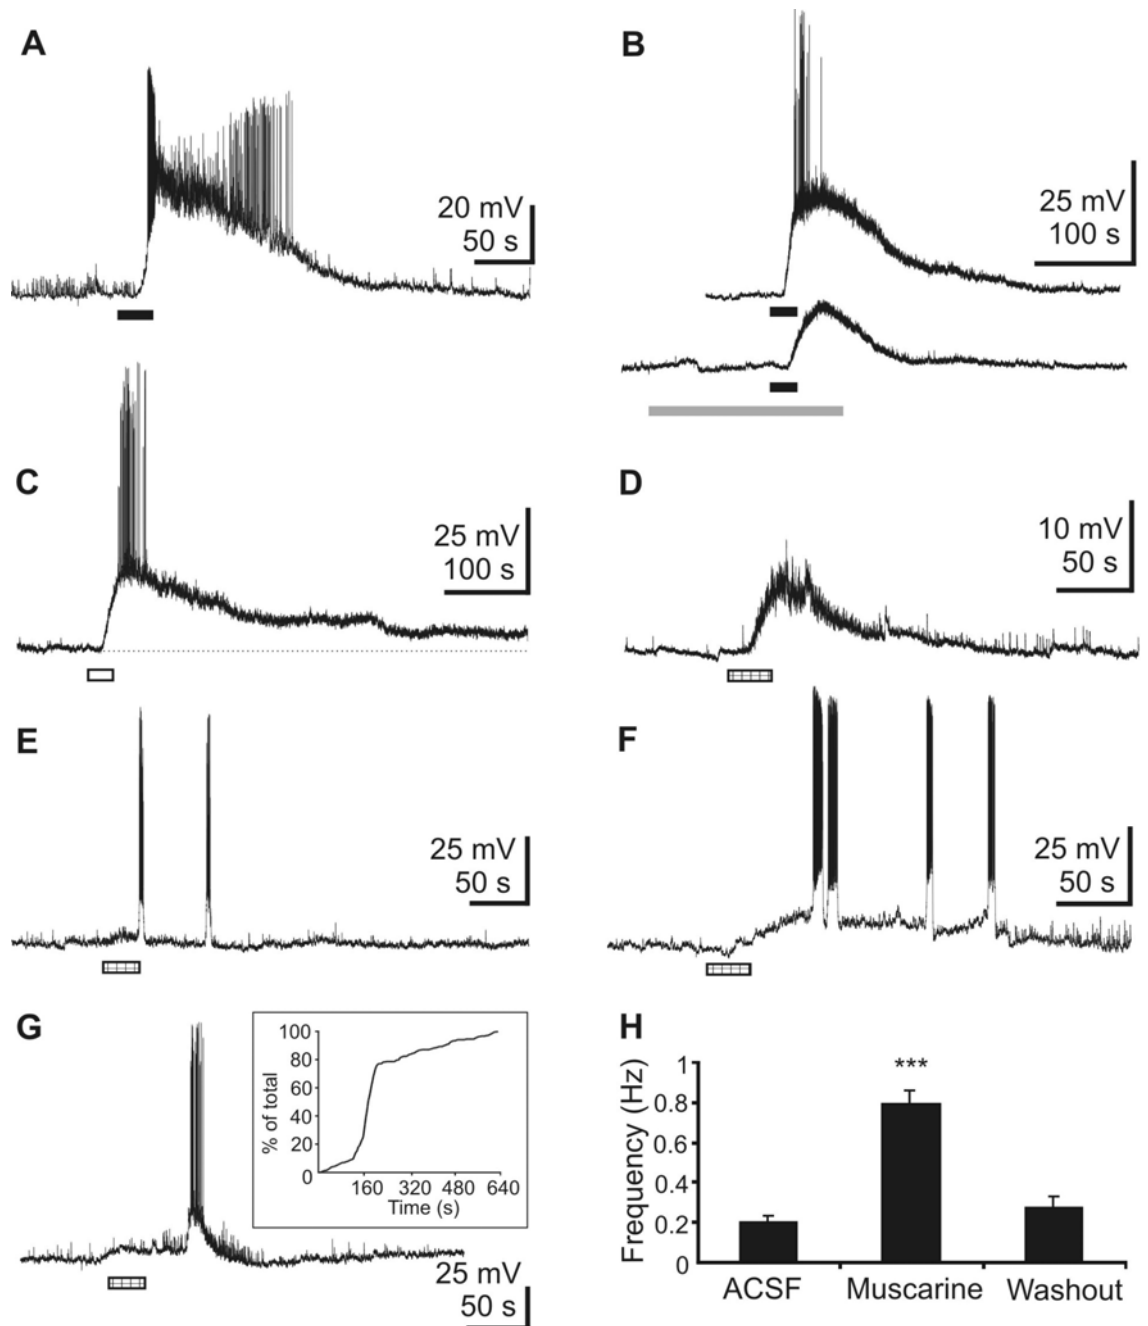 A
20 mV
50 s
B
25 mV
100 s
C
25 mV
100 s
D
10 mV
50 s
E
25 mV
50 s
F
25 mV
50 s
G
% of total
100
80
60
40
20
0
160 320 480 640
Time (s)
25 mV
50 s
H
Frequency (Hz)
1
0.8
0.6
0.4
0.2
0
***
ACSF Muscarine Washout